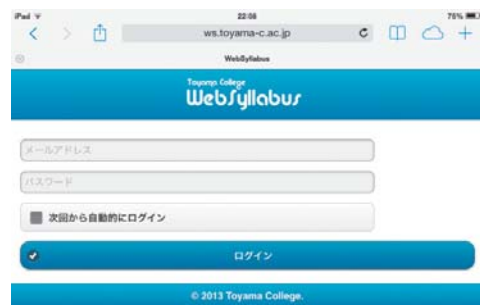 iPad
22:08
75%
ws.toyama-c.ac.jp
WebSyllabus
Toyama College
WebSyllabus
メールアドレス
パスワード
次回から自動的にログイン
ログイン
© 2013 Toyama College.